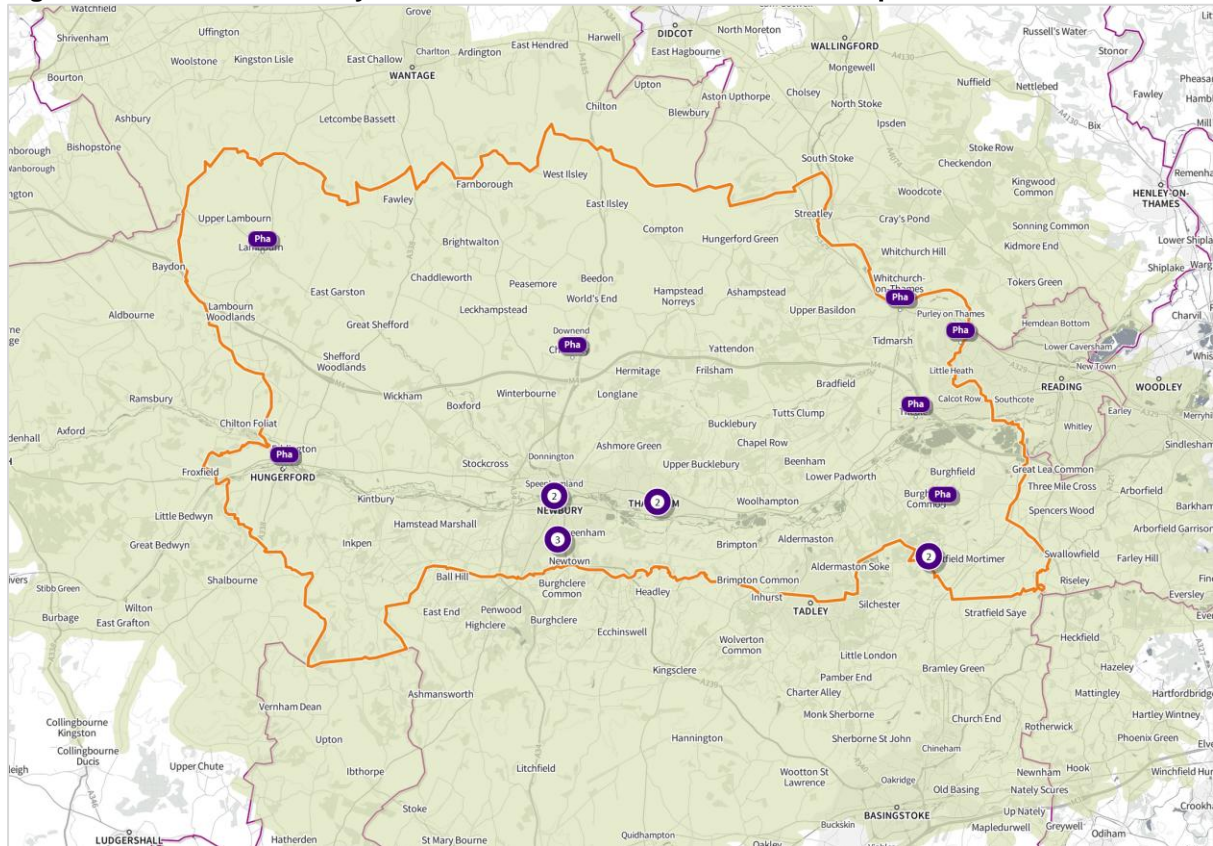 Watchfield
Grove
DIDCOT
North Moreton
Russell's Water
Shrivenham
Uffington
East Hendred
Harwell
East Hagbourne
WALLINGFORD
Stonor
Woolstone
Kingston Lisle
East Challow
Charlton
Ardington
Mongewell
Bourton
WANTAGE
Upton
Cholsey
Nuffield
Nettlebed
Chilton
Blewbury
Aston Upthorpe
North Stoke
Fawley
Ashbury
Letcombe Bassett
Ipsden
Bix
Bishopstone
Stoke Row
Checkendon
South Stoke
Farnborough
West Ilsley
Woodcote
Kingwood
Common
HENLEY-ON-
THAMES
Fawley
East Ilsley
Streatley
Cray's Pond
Sonning Common
Upper Lambourn
Compton
Hungerford Green
Pha
Brightwalton
Whitchurch Hill
Kidmore End
Baydon
Chaddleworth
Peasemore
Beedon
Whitchurch-
on-Thames
Shiplake
Tokers Green
East Garston
World's End
Hampstead
Norreys
Ashampstead
Pha
Lambourn
Woodlands
Leckhampstead
Upper Basildon
Purley on Thames
Charvil
Aldbourne
Great Shefford
Downend
Pha
Hemdean Bottom
Pha
Yattendon
Tidmarsh
Lower Caversham
Shefford
Woodlands
M4
Hermitage
Frilsham
Little Heath
New Town
READING
WOODLEY
Ramsbury
Wickham
Winterbourne
Longlane
Bradfield
Calcot Row
Southcote
Boxford
Pha
Earley
Axford
Chilton Foliat
Tutts Clump
Bucklebury
Whitley
Ashmore Green
Chapel Row
Sindlesham
Pha
Donnington
Froxfield
HUNGERFORD
Stockcross
Upper Bucklebury
Beenham
Lower Padworth
Burghfield
Great Lea Common
Kintbury
2
NEWBURY
2
Woolhampton
Pha
Three Mile Cross
Arborfield
Little Bedwyn
Hamstead Marshall
Spencers Wood
Barkham
Great Bedwyn
Inkpen
3
Brimpton
Aldermaston
Arborfield Garrison
Newtown
2
Swallowfield
Farley Hill
Shalbourne
Ball Hill
Burghclere
Common
Headley
Brimpton Common
Aldermaston Soke
Riseley
Stibb Green
Wilton
East End
Penwood
Inhurst
TADLEY
Silchester
Stratfield Saye
Eversley
Burbage
East Grafton
Highclere
Burghclere
Ecchinswell
Wolverton
Common
Heckfield
Little London
Kingsclere
Pamber End
Bramley Green
Hazeley
Ashmansworth
Charter Alley
Mattingley
Hartfordbridge
Vernham Dean
Monk Sherborne
Church End
Rotherwick
Hartley Wintney
Collingbourne
Kingston
Upton
Hannington
Sherborne St John
Phoenix Green
Collingbourne
Ducis
Chineham
Upper Chute
Ibthorpe
Litchfield
Wootton St
Lawrence
Oakridge
Newnham
Hook
Winchfield Hur
Old Basing
Nately Scures
Stoke
BASINGSTOKE
Up Nately
Buckskin
Mapledurwell
Greywell
LUDGERSHALL
Hatherden
St Mary Bourne
Quidhampton
Oakley
Odiham